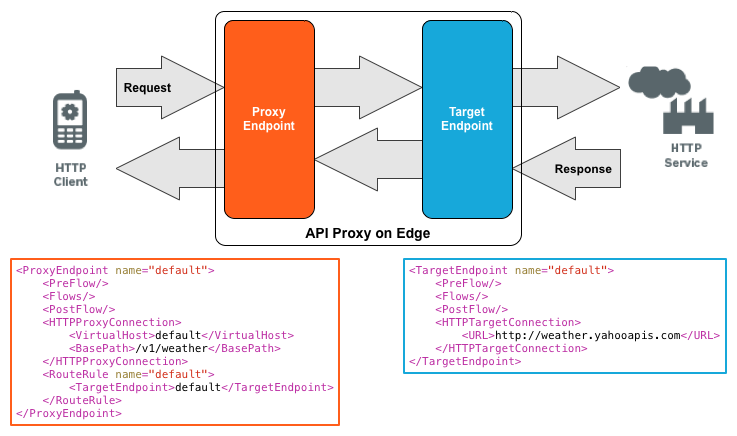 Request
Proxy
Endpoint
Target
Endpoint
HTTP
Client
Response
HTTP
Service
API Proxy on Edge
<ProxyEndpoint name="default">
    <PreFlow/>
    <Flows/>
    <PostFlow/>
    <HTTPProxyConnection>
        <VirtualHost>default</VirtualHost>
        <BasePath>/v1/weather</BasePath>
    </HTTPProxyConnection>
    <RouteRule name="default">
        <TargetEndpoint>default</TargetEndpoint>
    </RouteRule>
</ProxyEndpoint>
<TargetEndpoint name="default">
    <PreFlow/>
    <Flows/>
    <PostFlow/>
    <HTTPTargetConnection>
        <URL>http://weather.yahooapis.com</URL>
    </HTTPTargetConnection>
</TargetEndpoint>